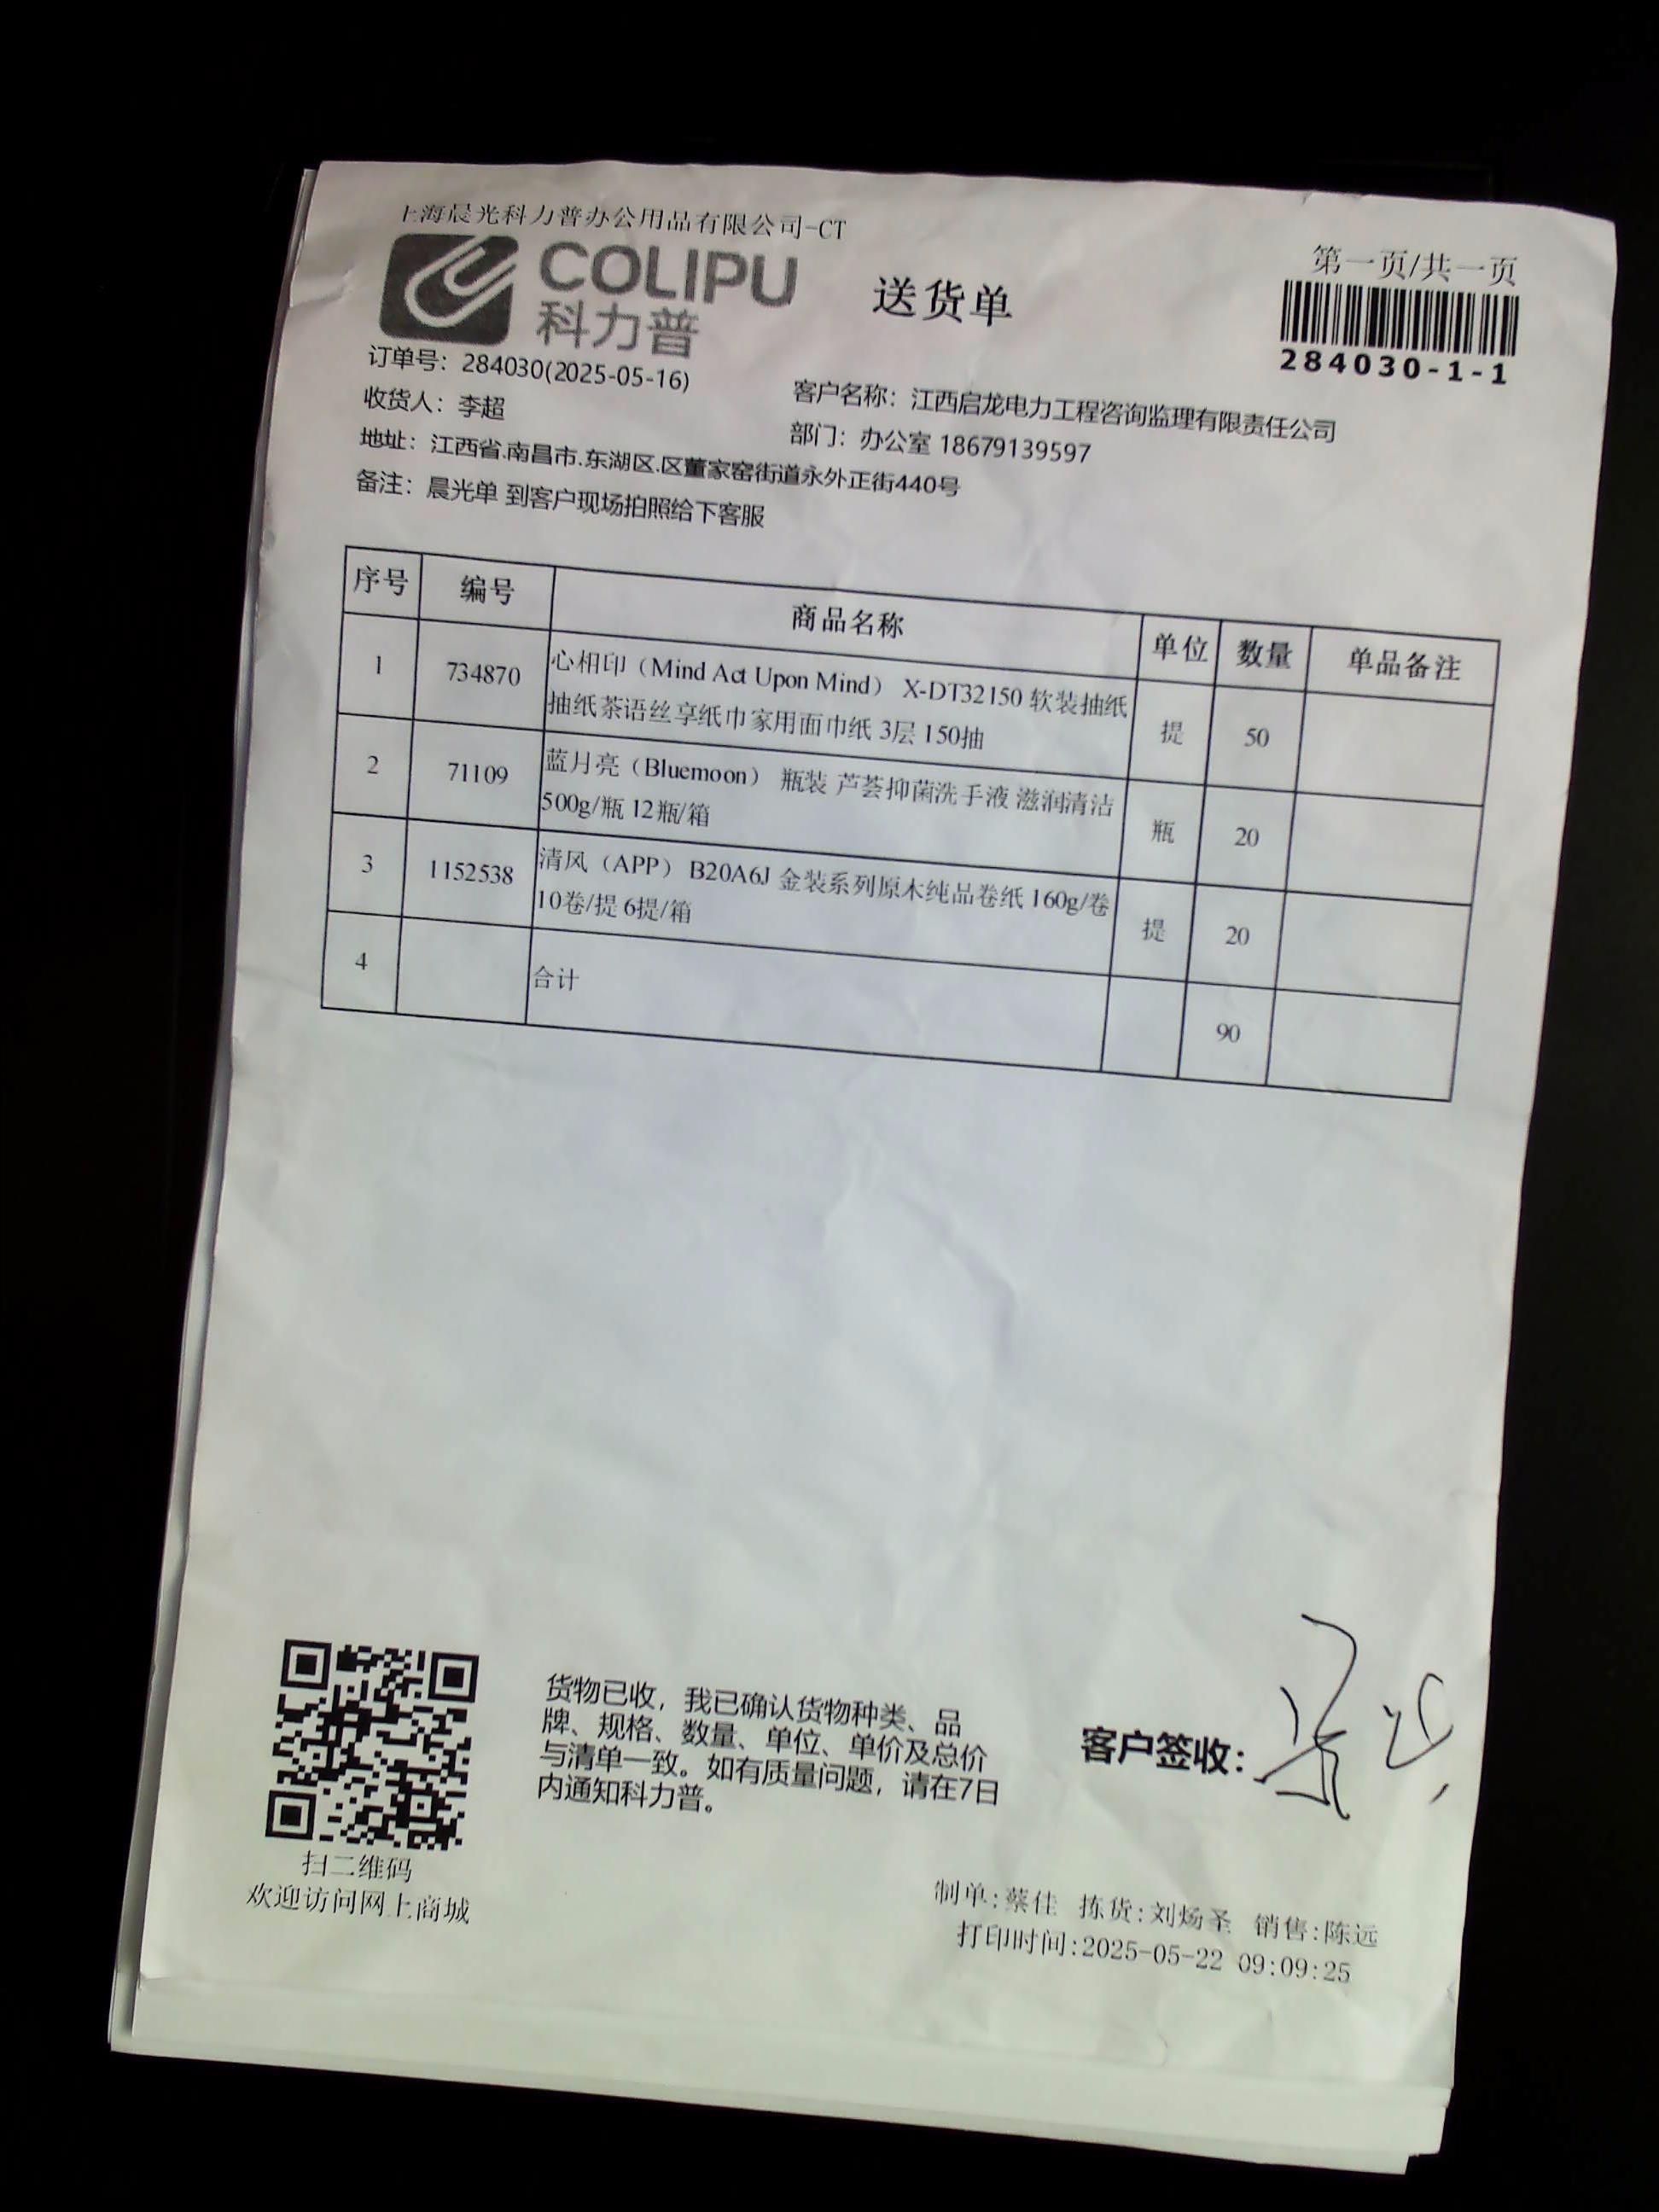 上海晨光科力普办公用品有限公司-CT
COLIPU
科力普
送货单
第一页/共一页
284030-1-1
订单号：284030(2025-05-16)
收货人：李超
客户名称：江西启龙电力工程咨询监理有限责任公司
部门：办公室 18679139597
地址：江西省.南昌市.东湖区.区董家窑街道永外正街440号
备注：晨光单 到客户现场拍照给下客服
序号 编号 商品名称 单位 数量 单品备注
1 734870 心相印（Mind Act Upon Mind） X-DT32150 软装抽纸 提 50
抽纸茶语丝享纸巾家用面巾纸 3层 150抽
2 71109 蓝月亮（Bluemoon） 瓶装 芦荟抑菌洗手液 滋润清洁 瓶 20
500g/瓶 12瓶/箱
3 1152538 清风（APP） B20A6J 金装系列原木纯品卷纸 160g/卷 提 20
10卷/提 6提/箱
4 合计 90
货物已收，我已确认货物种类、品
牌、规格、数量、单位、单价及总价
与清单一致。如有质量问题，请在7日
内通知科力普。
客户签收：
扫二维码
欢迎访问网上商城
制单:蔡佳 拣货:刘炀圣 销售:陈远
打印时间:2025-05-22 09:09:25